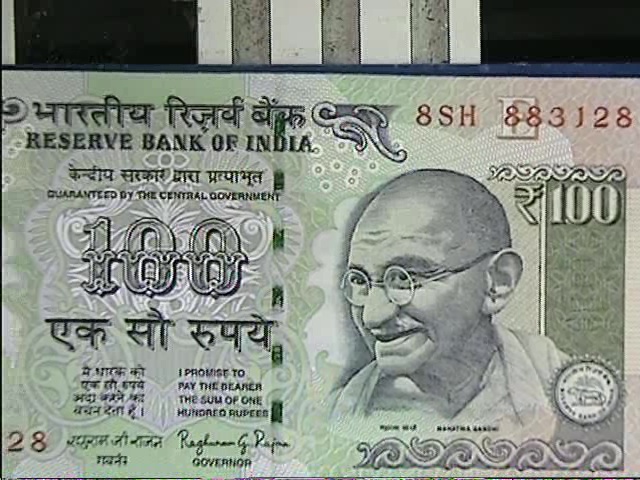 भारतीय रिज़र्व बैंक
RESERVE BANK OF INDIA
8SH 883128
केन्द्रीय सरकार द्वारा प्रत्याभूत
GUARANTEED BY THE CENTRAL GOVERNMENT
₹100
100
एक सौ रुपये
मैं धारक को
एक सौ रुपये
अदा करने का
वचन देता हूँ ।
I PROMISE TO
PAY THE BEARER
THE SUM OF ONE
HUNDRED RUPEES
28
रघुराम जी राजन
गवर्नर
Raghuram G. Rajan
GOVERNOR
महात्मा गांधी
MAHATMA GANDHI